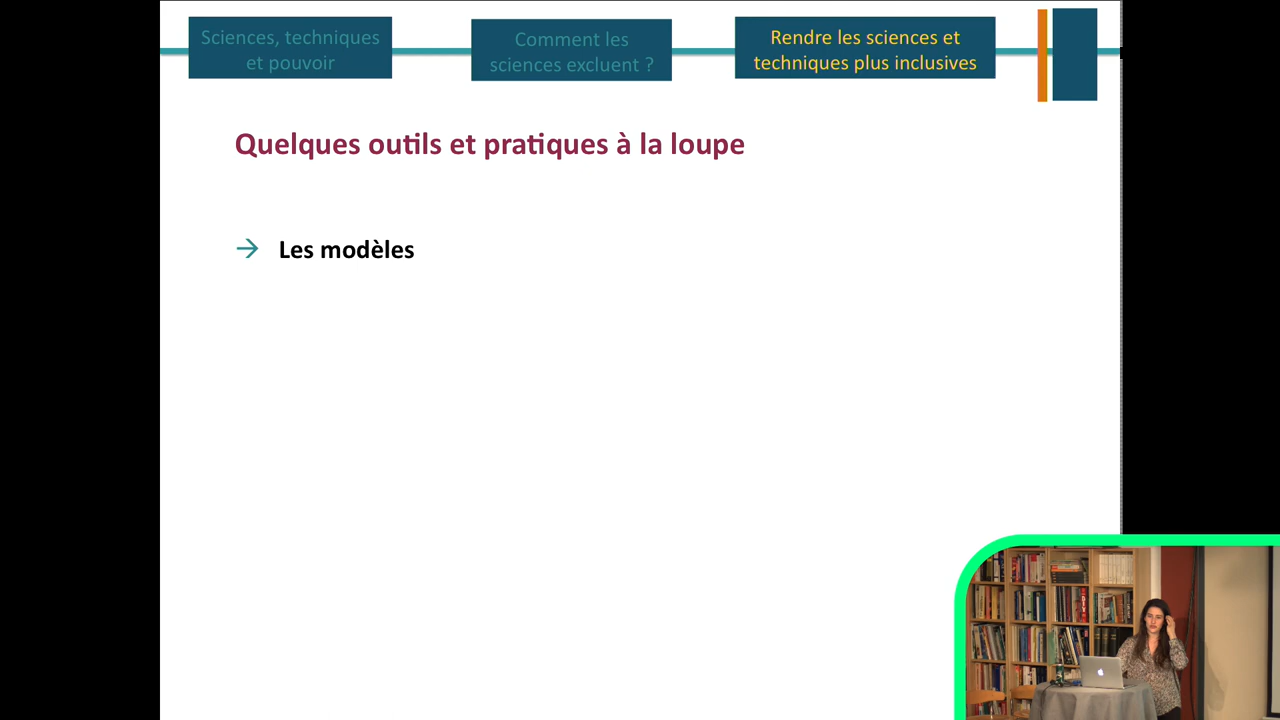 Sciences, techniques
et pouvoir
Comment les
sciences excluent ?
Rendre les sciences et
techniques plus inclusives
Quelques outils et pratiques à la loupe
→ Les modèles